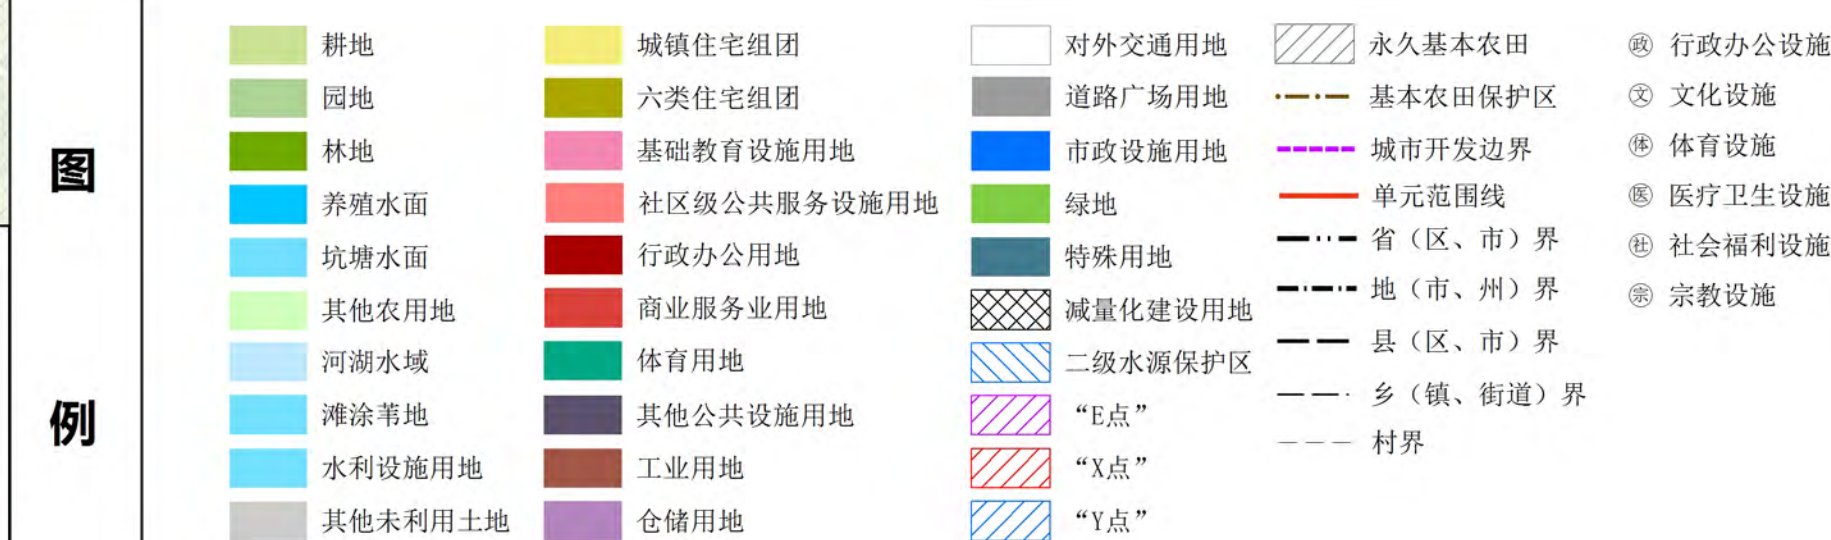 图例
耕地
园地
林地
养殖水面
坑塘水面
其他农用地
河湖水域
滩涂苇地
水利设施用地
其他未利用土地
城镇住宅组团
六类住宅组团
基础教育设施用地
社区级公共服务设施用地
行政办公用地
商业服务业用地
体育用地
其他公共设施用地
工业用地
仓储用地
对外交通用地
道路广场用地
市政设施用地
绿地
特殊用地
减量化建设用地
二级水源保护区
“E点”
“X点”
“Y点”
永久基本农田
基本农田保护区
城市开发边界
单元范围线
省（区、市）界
地（市、州）界
县（区、市）界
乡（镇、街道）界
村界
政 行政办公设施
文 文化设施
体 体育设施
医 医疗卫生设施
社 社会福利设施
宗 宗教设施